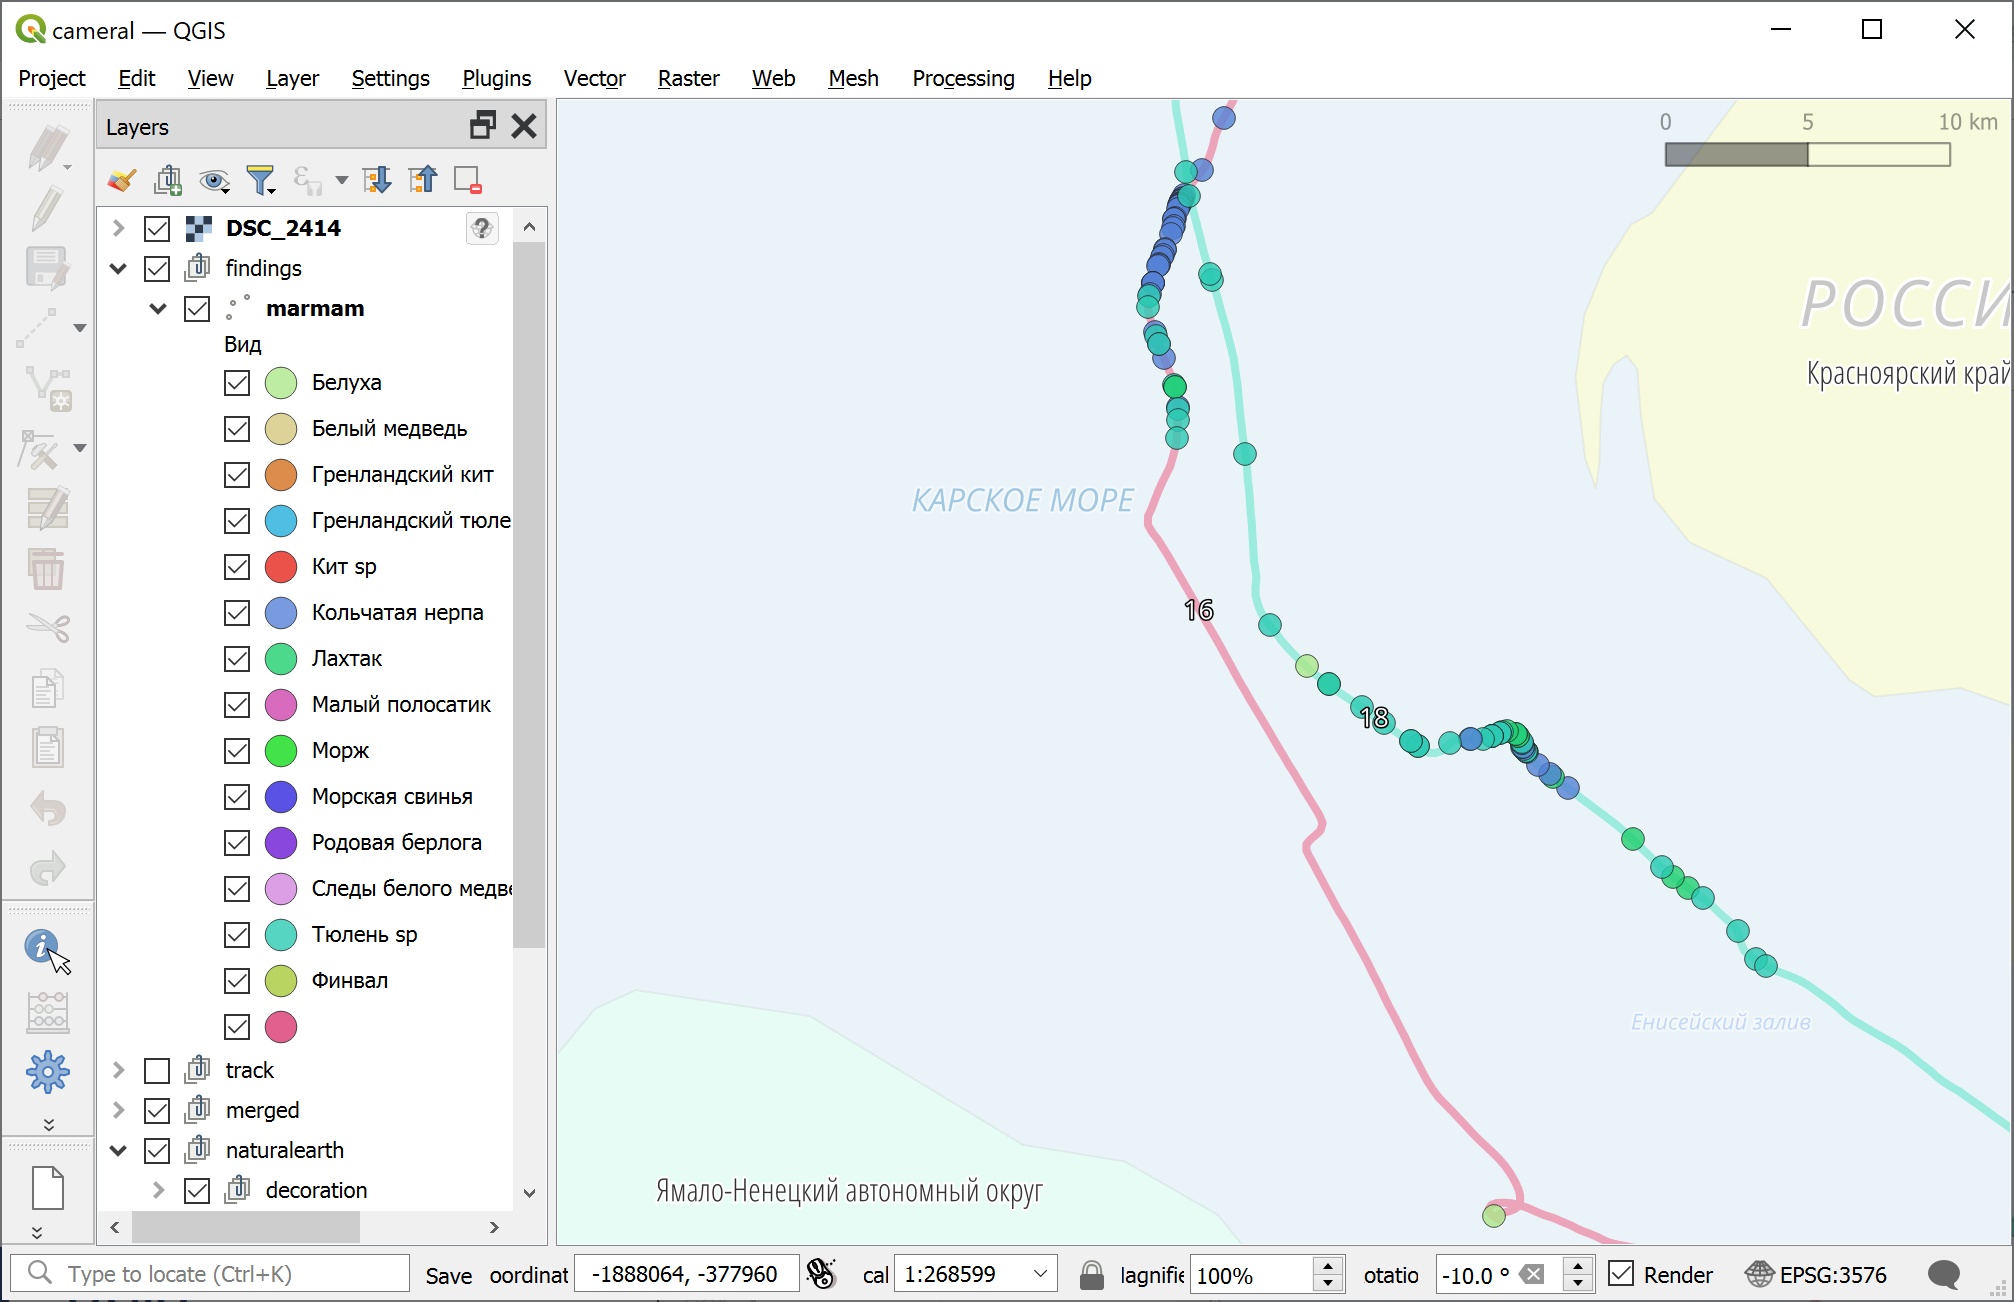 cameral — QGIS
Project Edit View Layer Settings Plugins Vector Raster Web Mesh Processing Help
Layers
DSC_2414
findings
marmam
Вид
Белуха
Белый медведь
Гренландский кит
Гренландский тюле
Кит sp
Кольчатая нерпа
Лахтак
Малый полосатик
Морж
Морская свинья
Родовая берлога
Следы белого медве
Тюлень sp
Финвал
track
merged
naturalearth
decoration
0 5 10 km
РОССИ
Красноярский край
КАРСКОЕ МОРЕ
16
18
Енисейский залив
Ямало-Ненецкий автономный округ
Type to locate (Ctrl+K) Save oordinat -1888064, -377960 cal 1:268599 lagnifie 100% otatio -10.0 ° Render EPSG:3576